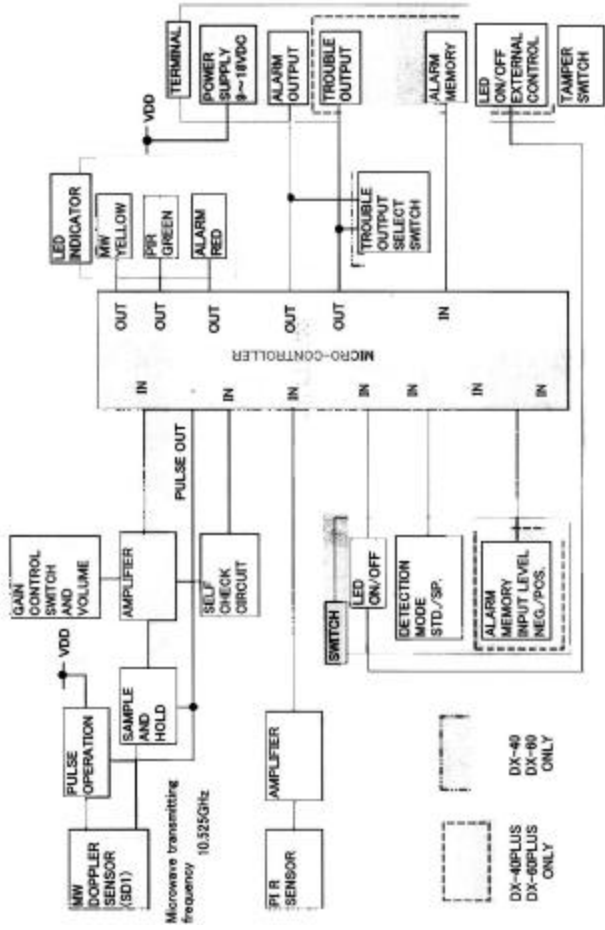 MW
DOPPLER
SENSOR
(SD1)
PULSE
OPERATION
VDD
GAIN
CONTROL
SWITCH
AND
VOLUME
SAMPLE
AND
HOLD
AMPLIFIER
SELF
CHECK
CIRCUIT
PULSE OUT
Microwave transmitting
frequency
10.525GHz
PIR
SENSOR
AMPLIFIER
SWITCH
LED
ON/OFF
DETECTION
MODE
STD./SP.
ALARM
MEMORY
INPUT LEVEL
NEG./POS.
IN
IN
IN
IN
IN
IN
IN
MICRO-CONTROLLER
OUT
OUT
OUT
OUT
OUT
IN
LED
INDICATOR
MW
YELLOW
PIR
GREEN
ALARM
RED
VDD
TROUBLE
OUTPUT
SELECT
SWITCH
TERMINAL
POWER
SUPPLY
9~18VDC
ALARM
OUTPUT
TROUBLE
OUTPUT
ALARM
MEMORY
LED
ON/OFF
EXTERNAL
CONTROL
TAMPER
SWITCH
DX-40PLUS
DX-60PLUS
ONLY
DX-40
DX-60
ONLY